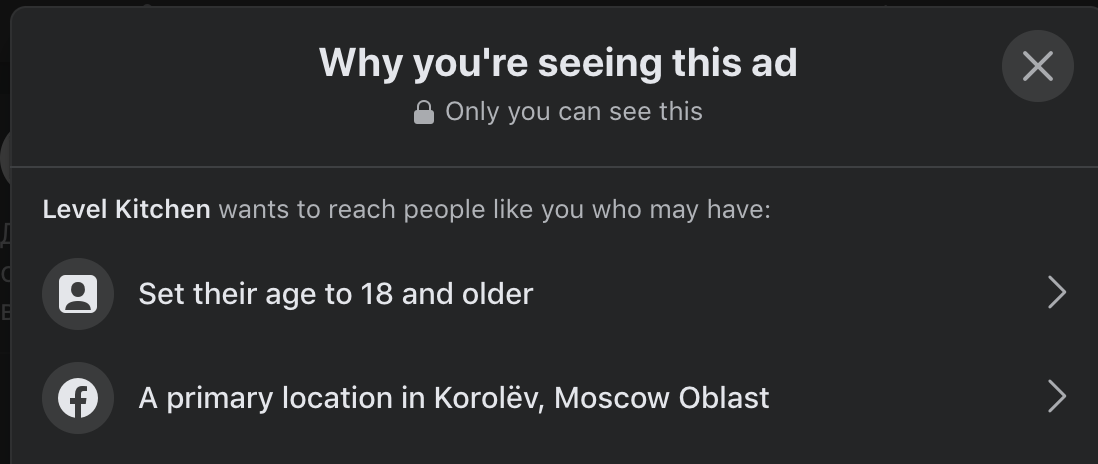 Why you're seeing this ad
Only you can see this
Level Kitchen wants to reach people like you who may have:
Set their age to 18 and older
A primary location in Korolëv, Moscow Oblast